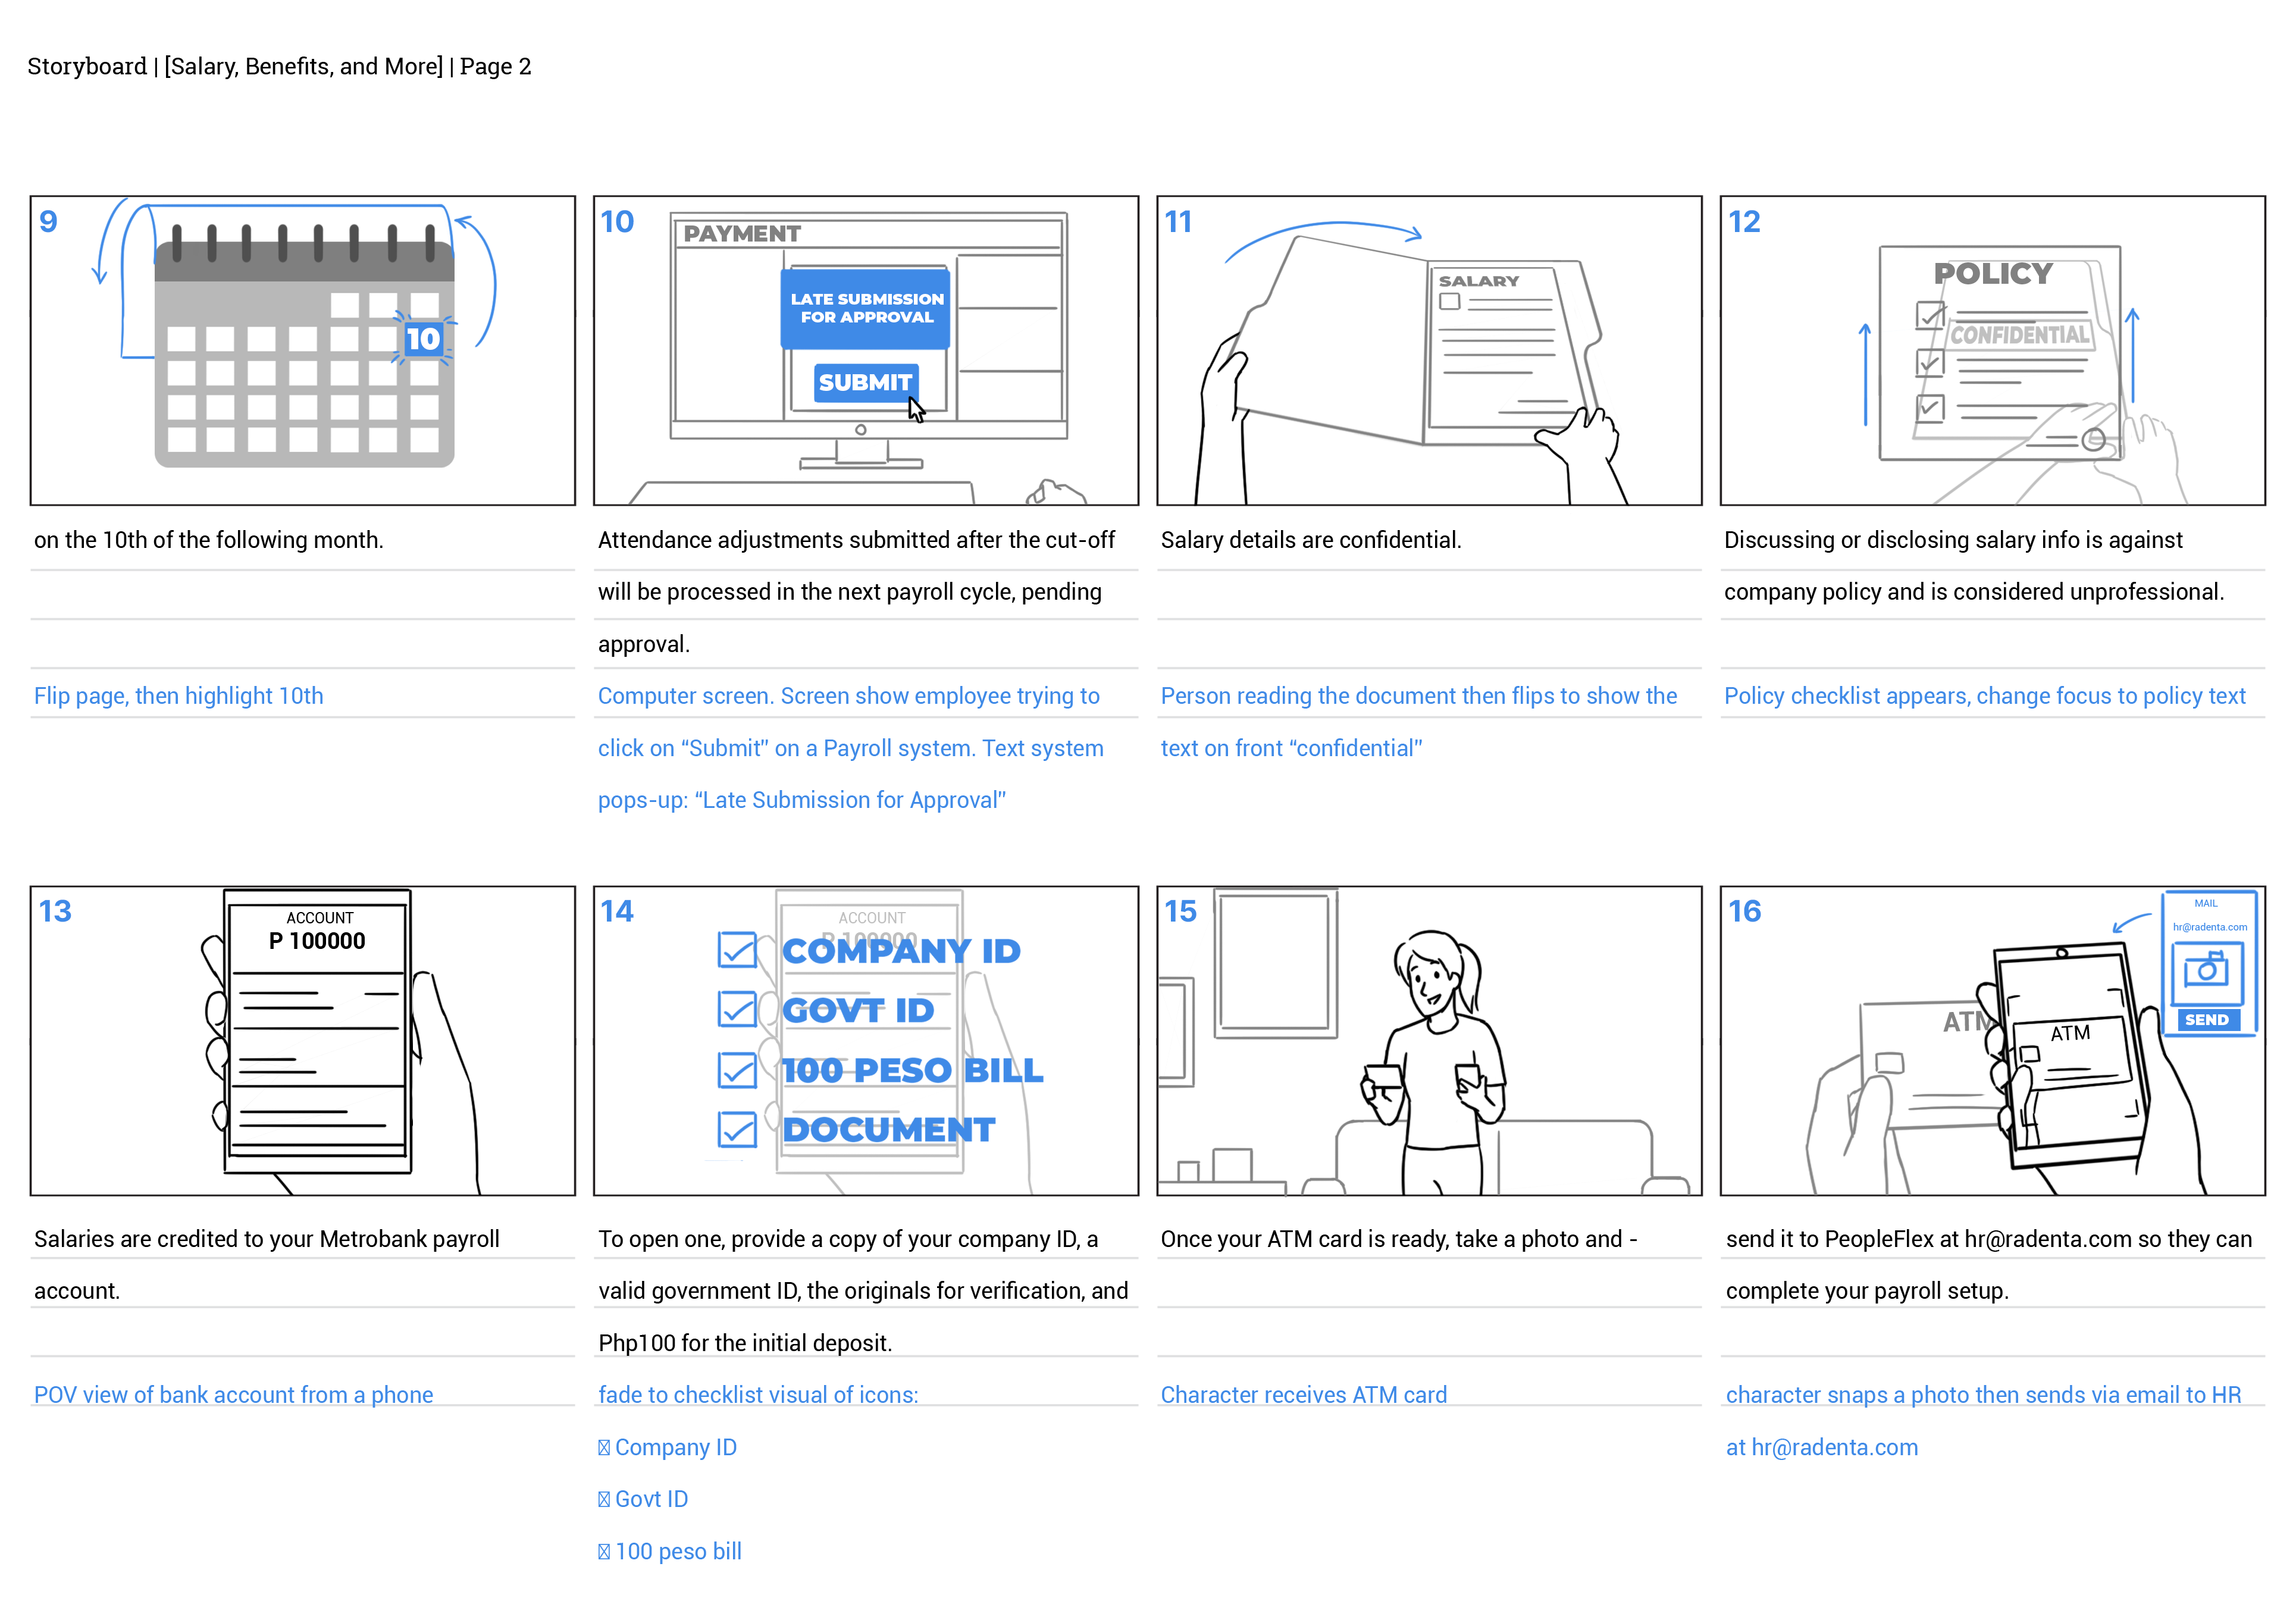 Storyboard | [Salary, Benefits, and More] | Page 2
9
10
on the 10th of the following month.
Flip page, then highlight 10th
10
PAYMENT
LATE SUBMISSION
FOR APPROVAL
SUBMIT
Attendance adjustments submitted after the cut-off
will be processed in the next payroll cycle, pending
approval.
Computer screen. Screen show employee trying to
click on “Submit” on a Payroll system. Text system
pops-up: “Late Submission for Approval”
11
SALARY
Salary details are confidential.
Person reading the document then flips to show the
text on front “confidential”
12
POLICY
CONFIDENTIAL
Discussing or disclosing salary info is against
company policy and is considered unprofessional.
Policy checklist appears, change focus to policy text
13
ACCOUNT
P 100000
Salaries are credited to your Metrobank payroll
account.
POV view of bank account from a phone
14
ACCOUNT
P 100000
COMPANY ID
GOVT ID
100 PESO BILL
DOCUMENT
To open one, provide a copy of your company ID, a
valid government ID, the originals for verification, and
Php100 for the initial deposit.
fade to checklist visual of icons:
Company ID
Govt ID
100 peso bill
15
Once your ATM card is ready, take a photo and -
Character receives ATM card
16
MAIL
hr@radenta.com
SEND
ATM
ATM
send it to PeopleFlex at hr@radenta.com so they can
complete your payroll setup.
character snaps a photo then sends via email to HR
at hr@radenta.com